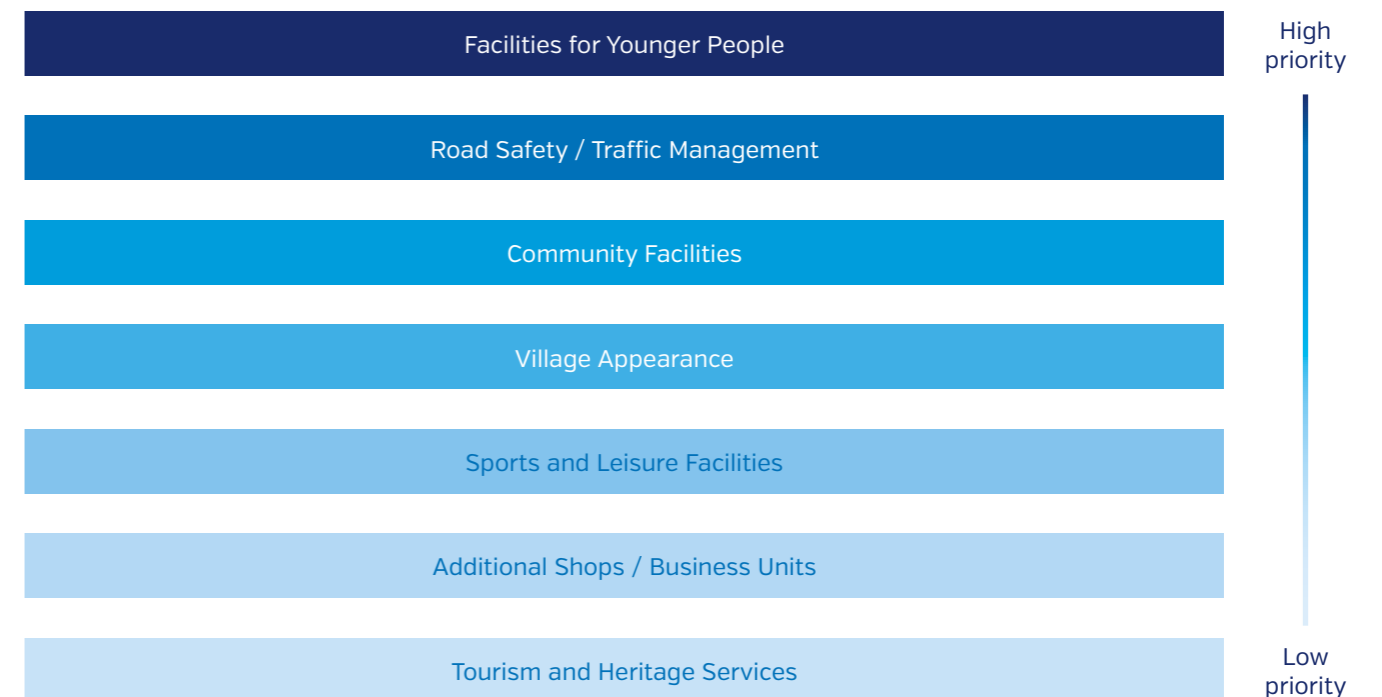 Facilities for Younger People
High
priority
Road Safety / Traffic Management
Community Facilities
Village Appearance
Sports and Leisure Facilities
Additional Shops / Business Units
Tourism and Heritage Services
Low
priority